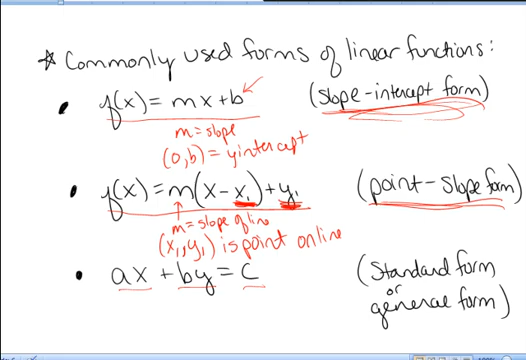 * Commonly used forms of linear functions:
• f(x) = mx + b (slope-intercept form)
m = slope
(0, b) = y intercept
• f(x) = m(x - x₁) + y₁ (point-slope form)
m = slope of line
(x₁, y₁) is point on line
• ax + by = c (Standard form
or
general form)